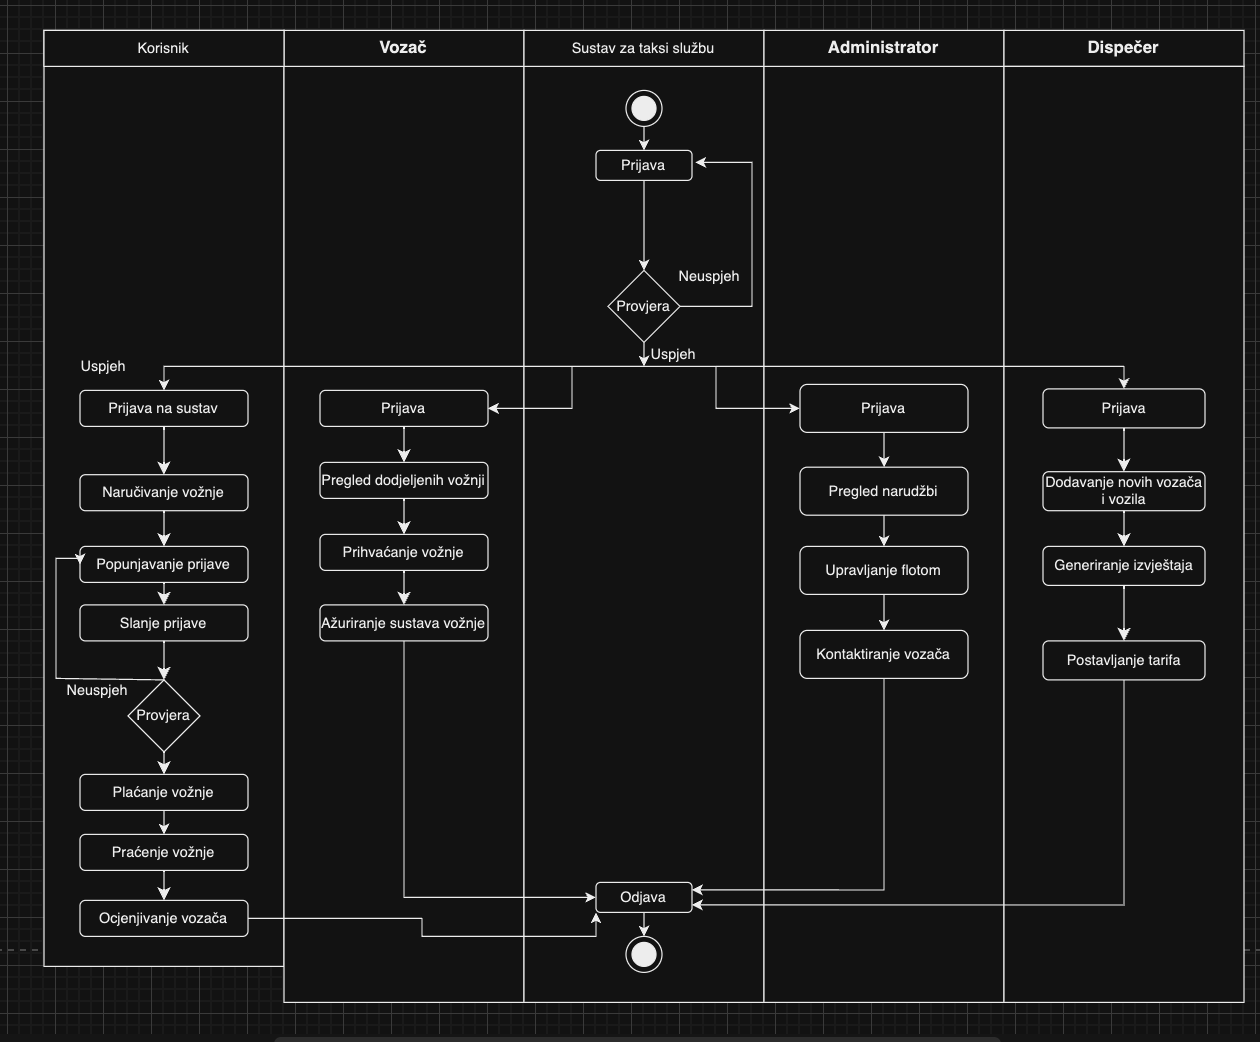 Korisnik
Vozač
Sustav za taksi službu
Administrator
Dispečer
Prijava
Neuspjeh
Provjera
Uspjeh
Uspjeh
Prijava na sustav
Naručivanje vožnje
Popunjavanje prijave
Slanje prijave
Neuspjeh
Provjera
Plaćanje vožnje
Praćenje vožnje
Ocjenjivanje vozača
Prijava
Pregled dodjeljenih vožnji
Prihvaćanje vožnje
Ažuriranje sustava vožnje
Prijava
Pregled narudžbi
Upravljanje flotom
Kontaktiranje vozača
Prijava
Dodavanje novih vozača
i vozila
Generiranje izvještaja
Postavljanje tarifa
Odjava